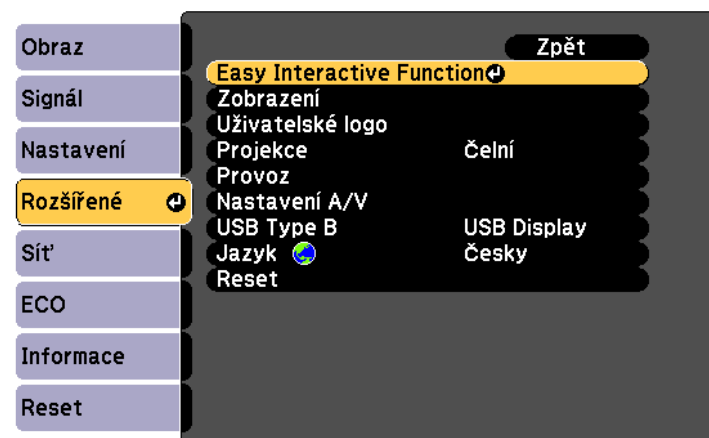 Obraz
Signál
Nastavení
Rozšířené
Síť
ECO
Informace
Reset
Zpět
Easy Interactive Function
Zobrazení
Uživatelské logo
Projekce Čelní
Provoz
Nastavení A/V
USB Type B USB Display
Jazyk Česky
Reset